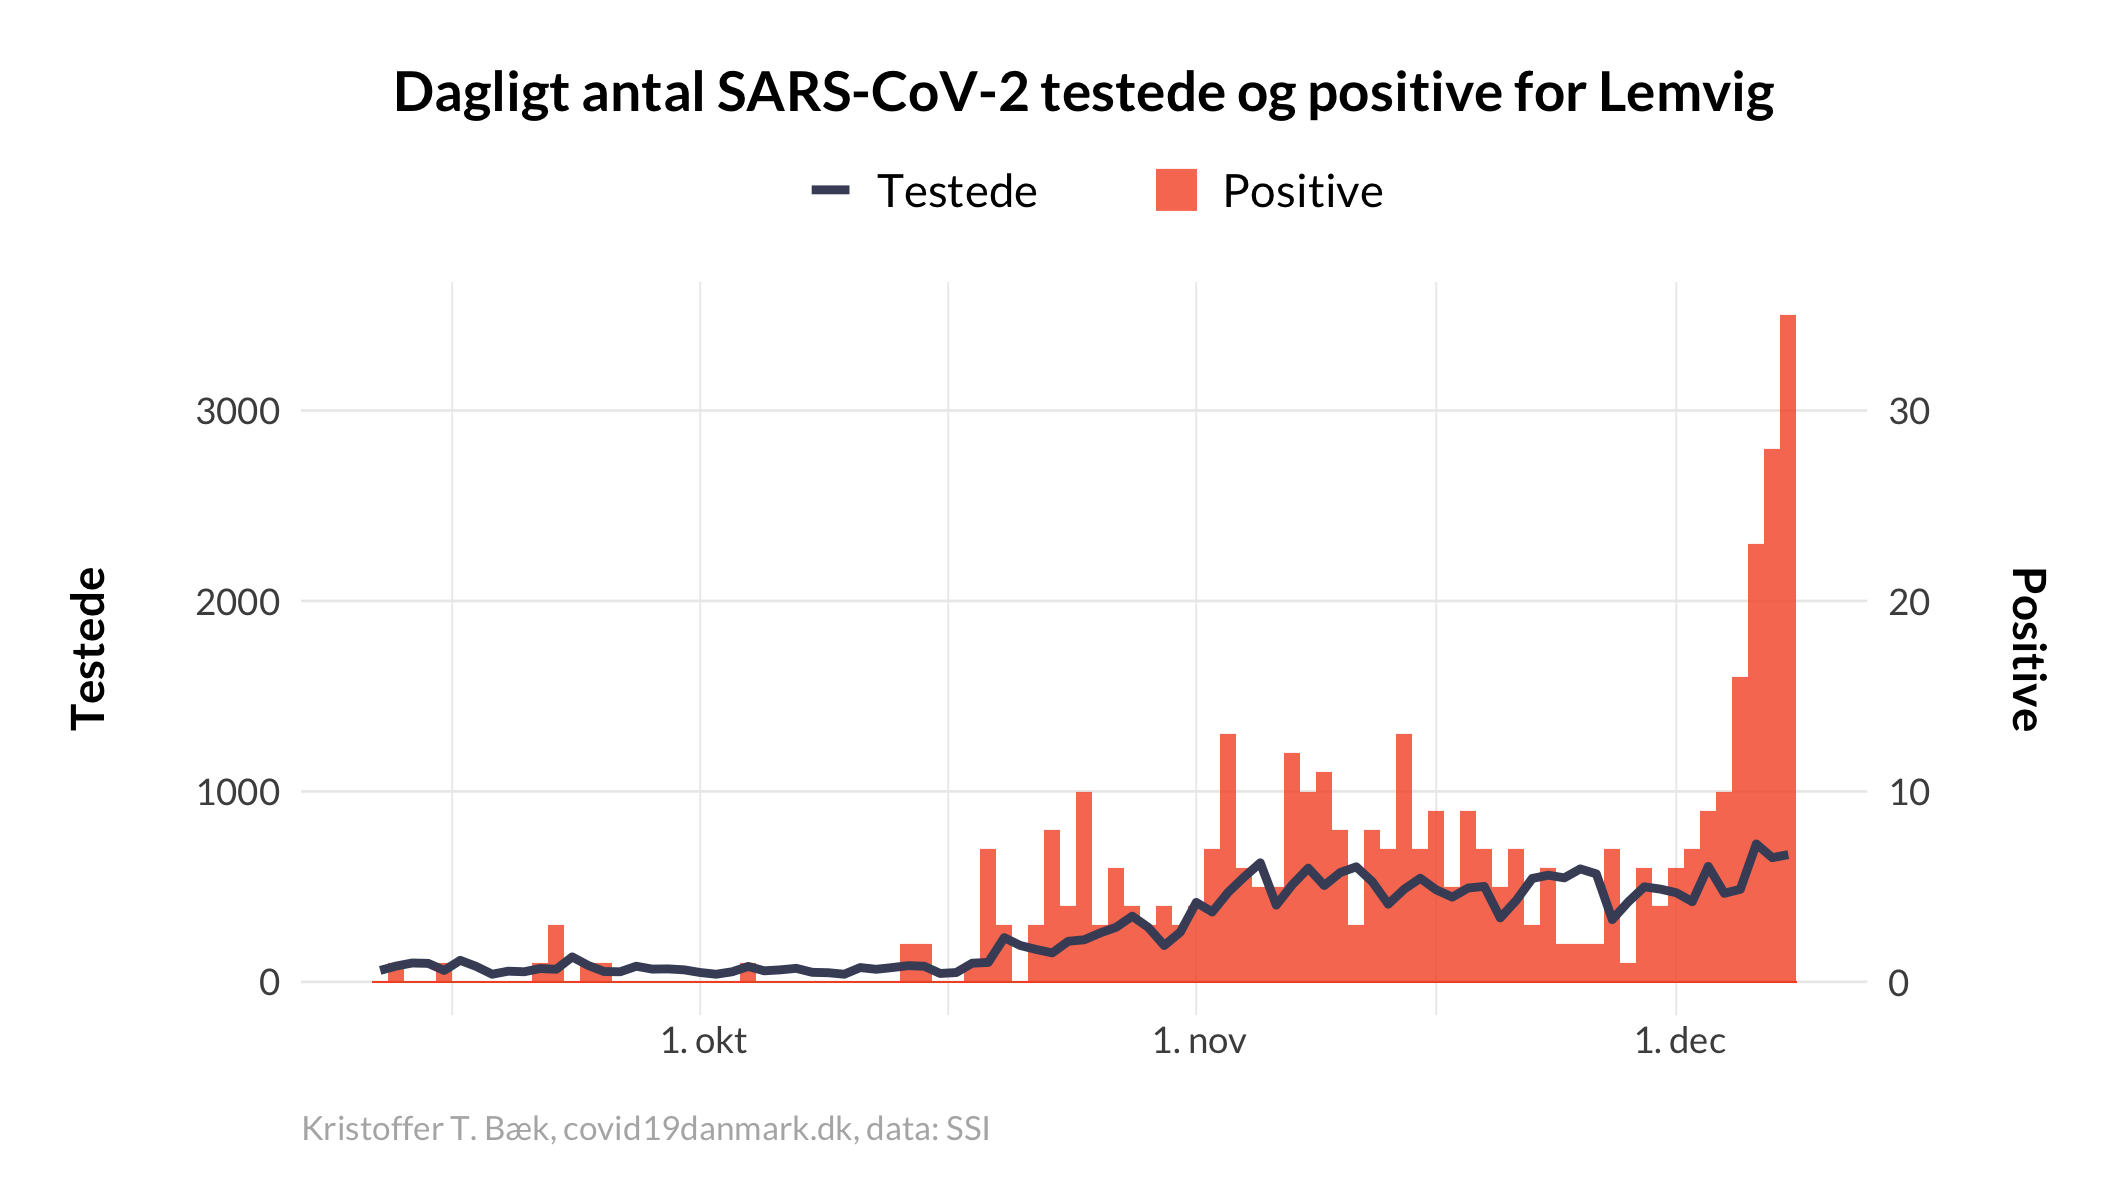 Dagligt antal SARS-CoV-2 testede og positive for Lemvig
Testede
Positive
3000
2000
1000
0
30
20
10
0
Testede
Positive
1. okt
1. nov
1. dec
Kristoffer T. Bæk, covid19danmark.dk, data: SSI